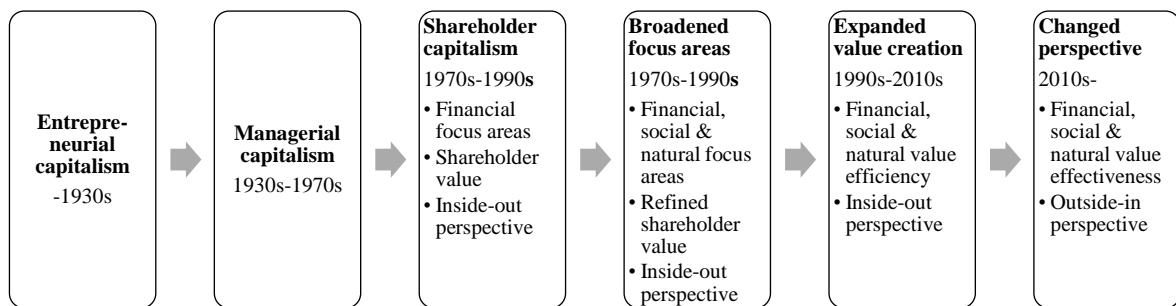 Entrepre-
neurial
capitalism
-1930s
Managerial
capitalism
1930s-1970s
Shareholder
capitalism
1970s-1990s
• Financial
focus areas
• Shareholder
value
• Inside-out
perspective
Broadened
focus areas
1970s-1990s
• Financial,
social &
natural focus
areas
• Refined
shareholder
value
• Inside-out
perspective
Expanded
value creation
1990s-2010s
• Financial,
social &
natural value
efficiency
• Inside-out
perspective
Changed
perspective
2010s-
• Financial,
social &
natural value
effectiveness
• Outside-in
perspective